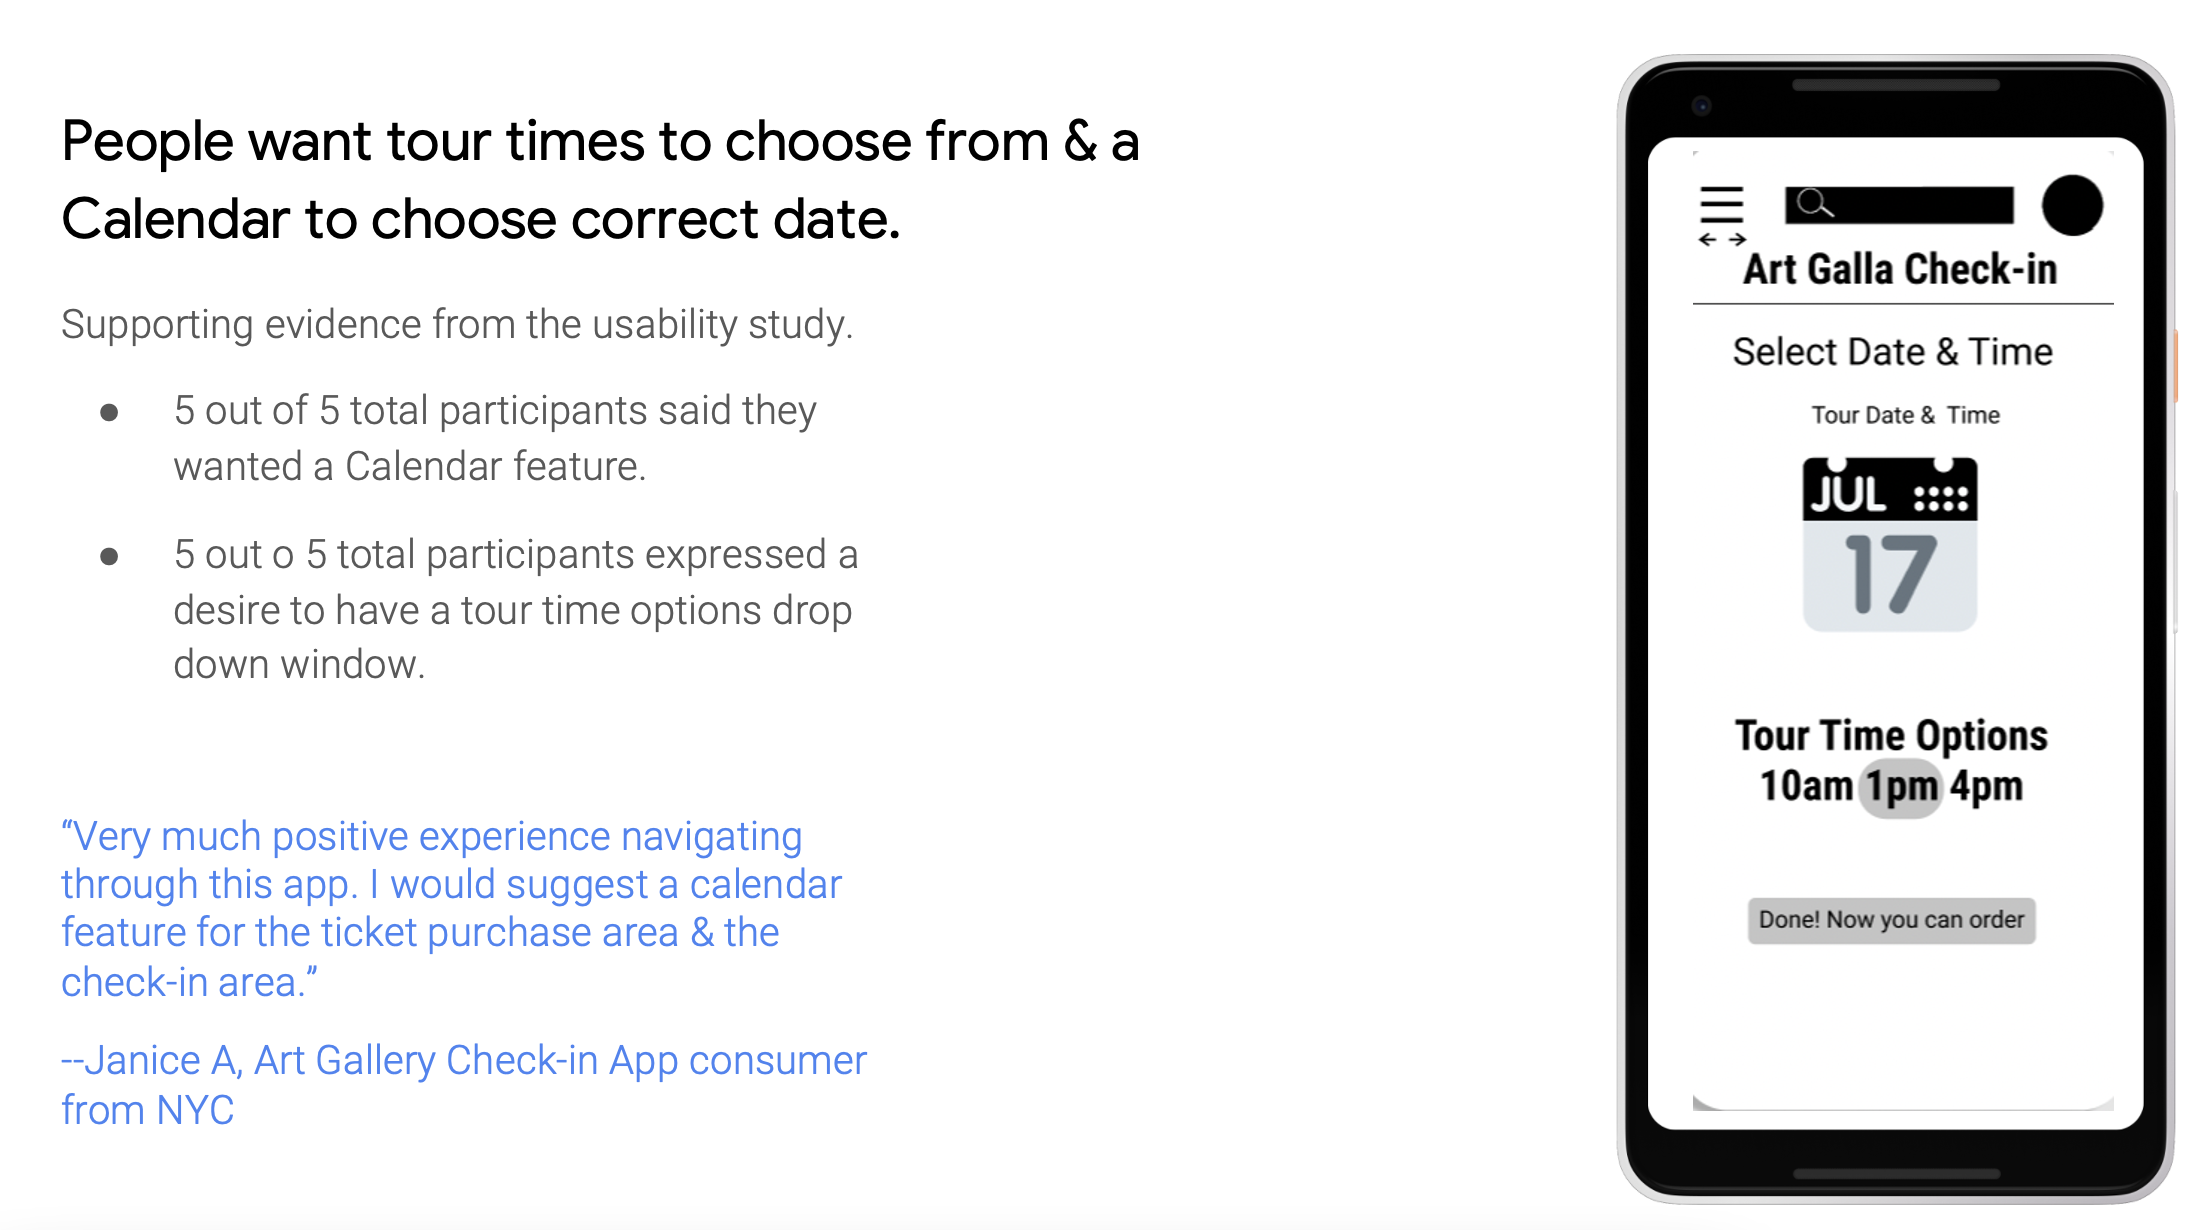 People want tour times to choose from & a
Calendar to choose correct date.
Supporting evidence from the usability study.
● 5 out of 5 total participants said they
wanted a Calendar feature.
● 5 out o 5 total participants expressed a
desire to have a tour time options drop
down window.
“Very much positive experience navigating
through this app. I would suggest a calendar
feature for the ticket purchase area & the
check-in area.”
--Janice A, Art Gallery Check-in App consumer
from NYC
Art Galla Check-in
Select Date & Time
Tour Date & Time
JUL
17
Tour Time Options
10am 1pm 4pm
Done! Now you can order